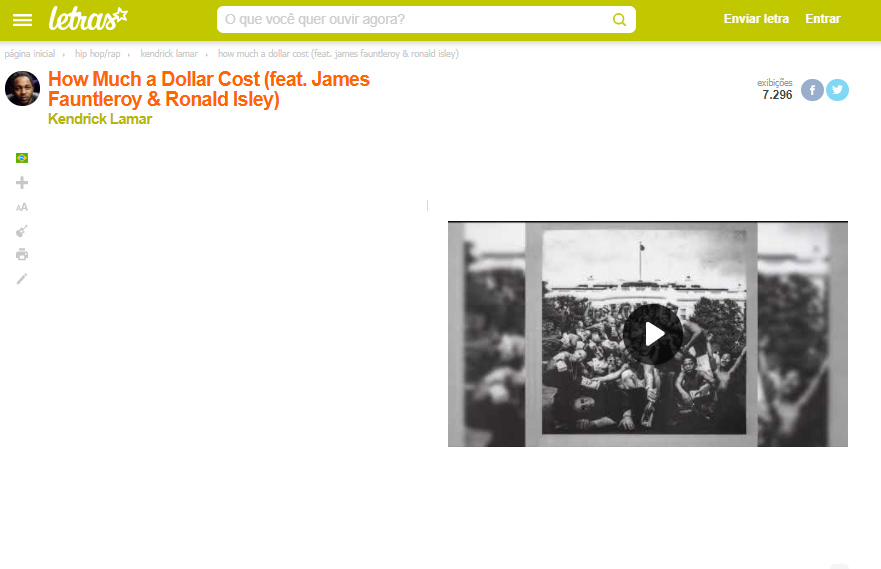 letras
O que você quer ouvir agora?
Enviar letra
Entrar
página inicial › hip hop/rap › kendrick lamar › how much a dollar cost (feat. james fauntleroy & ronald isley)
How Much a Dollar Cost (feat. James
Fauntleroy & Ronald Isley)
Kendrick Lamar
exibições
7.296
f
AA